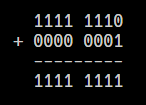 1111 1110
+ 0000 0001
---------
1111 1111